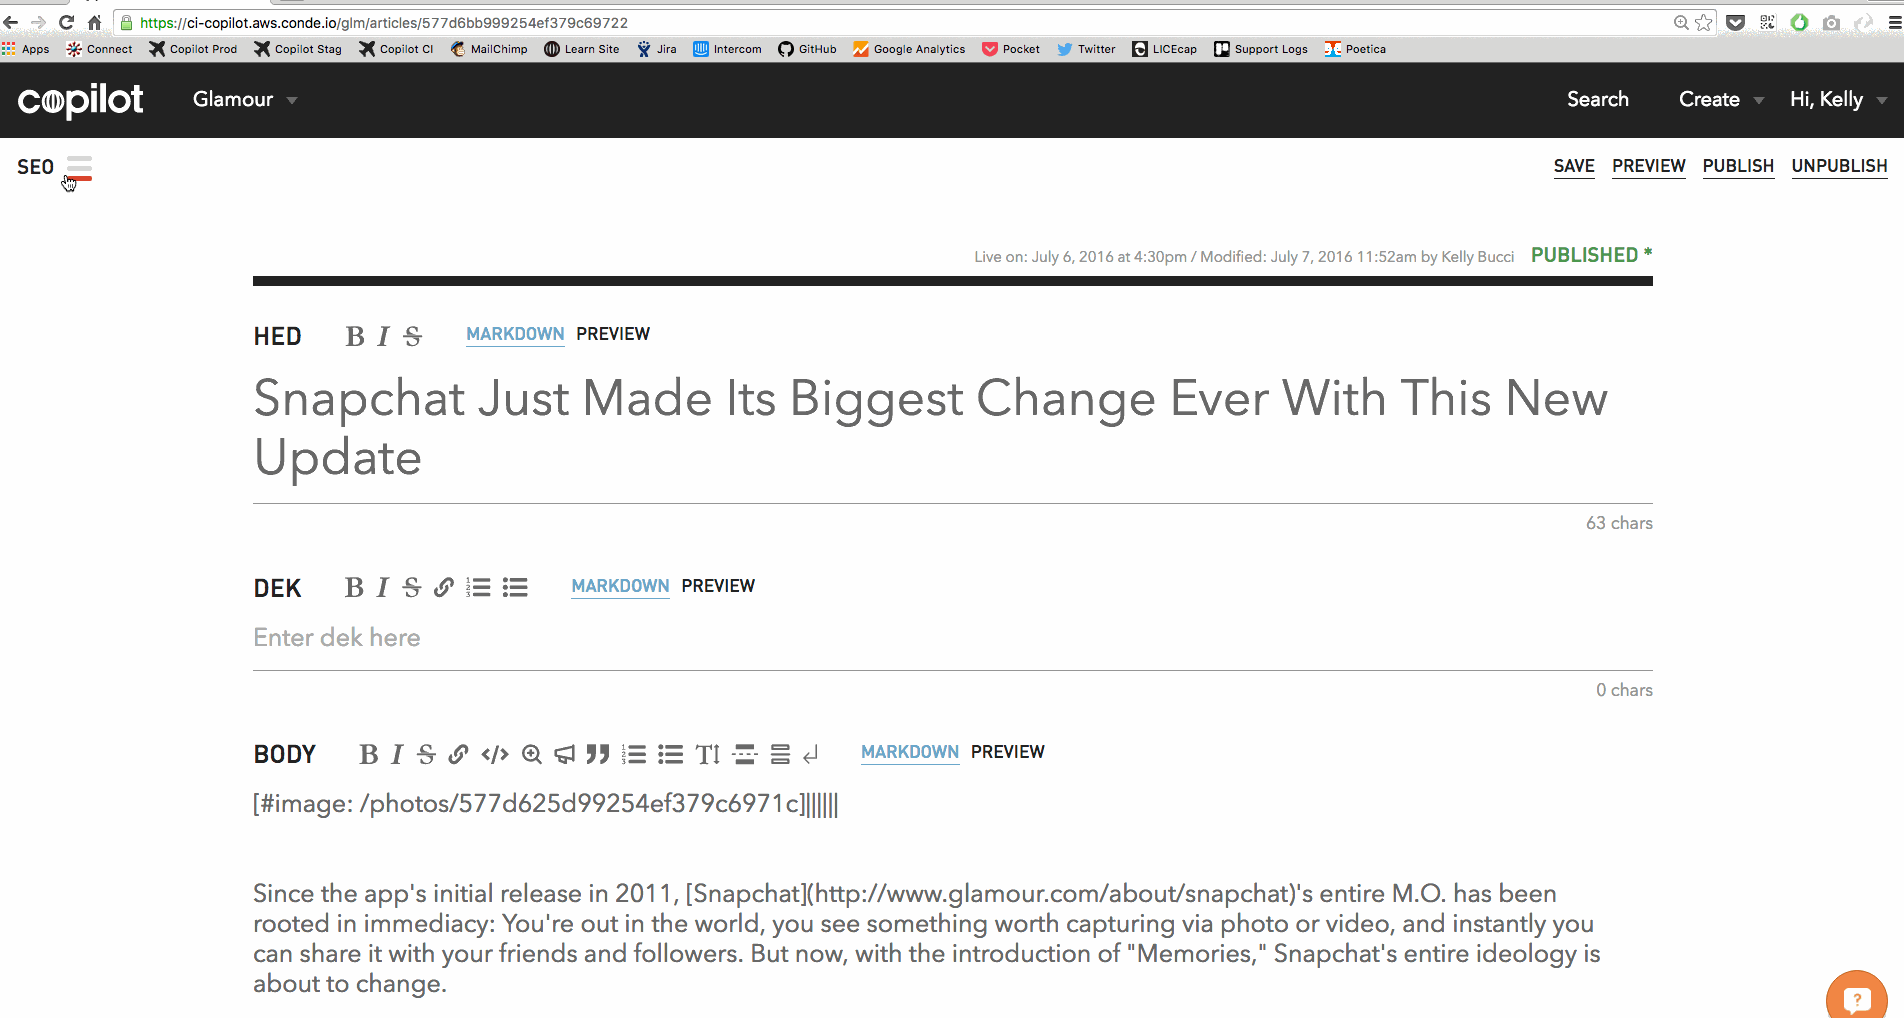 https://ci-copilot.aws.conde.io/glm/articles/577d6bb999254ef379c69722
Apps Connect Copilot Prod Copilot Stag Copilot CI MailChimp Learn Site Jira Intercom GitHub Google Analytics Pocket Twitter LICEcap Support Logs Poetica
copilot Glamour Search Create Hi, Kelly
SEO SAVE PREVIEW PUBLISH UNPUBLISH
Live on: July 6, 2016 at 4:30pm / Modified: July 7, 2016 11:52am by Kelly Bucci PUBLISHED *
HED B I S MARKDOWN PREVIEW
Snapchat Just Made Its Biggest Change Ever With This New
Update
63 chars
DEK B I S MARKDOWN PREVIEW
Enter dek here
0 chars
BODY B I S MARKDOWN PREVIEW
[#image: /photos/577d625d99254ef379c6971c]||||||
Since the app's initial release in 2011, [Snapchat](http://www.glamour.com/about/snapchat)'s entire M.O. has been
rooted in immediacy: You're out in the world, you see something worth capturing via photo or video, and instantly you
can share it with your friends and followers. But now, with the introduction of "Memories," Snapchat's entire ideology is
about to change.